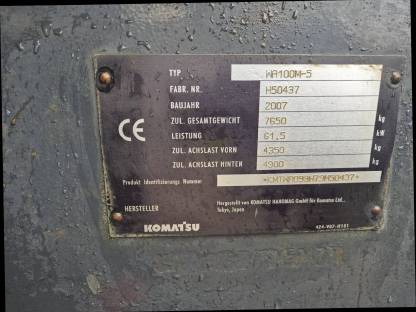 TYP WA100M-5
FABR. NR. H50437
BAUJAHR 2007
ZUL. GESAMTGEWICHT 7650 kg
LEISTUNG 61.5 kW
ZUL. ACHSLAST VORN 4350 kg
ZUL. ACHSLAST HINTEN 4900 kg
CE
Produkt Identifizierungs Nummer
HERSTELLER
Hergestellt von KOMATSU HANOMAG GmbH für Komatsu Ltd.,
Tokyo, Japan
KOMATSU